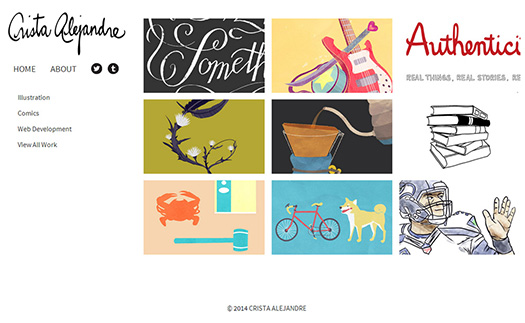 Crista Alejandre
HOME ABOUT
Illustration
Comics
Web Development
View All Work
Someth
Authentici
REAL THINGS, REAL STORIES, RE
© 2014 CRISTA ALEJANDRE